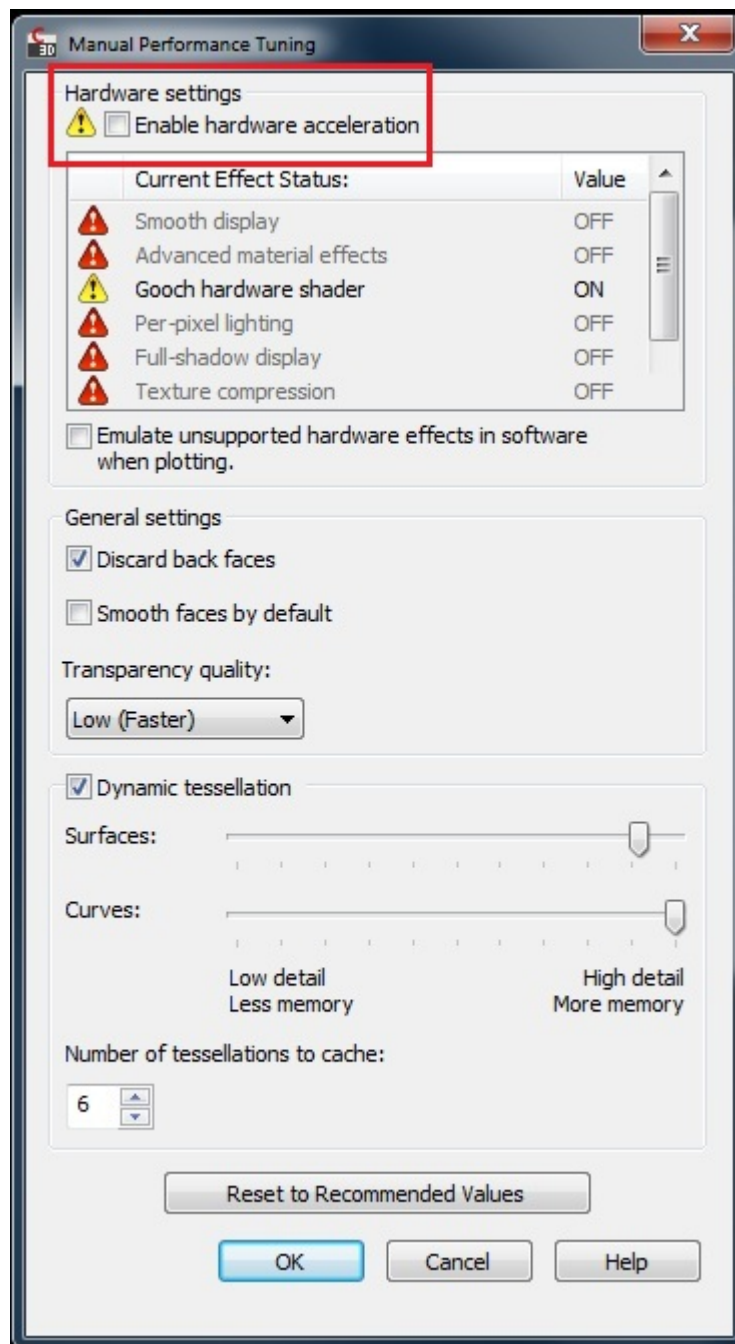 C 3D
Manual Performance Tuning
Hardware settings
Enable hardware acceleration
Current Effect Status: Value
Smooth display OFF
Advanced material effects OFF
Gooch hardware shader ON
Per-pixel lighting OFF
Full-shadow display OFF
Texture compression OFF
Emulate unsupported hardware effects in software
when plotting.
General settings
Discard back faces
Smooth faces by default
Transparency quality:
Low (Faster)
Dynamic tessellation
Surfaces:
Curves:
Low detail High detail
Less memory More memory
Number of tessellations to cache:
6
Reset to Recommended Values
OK Cancel Help